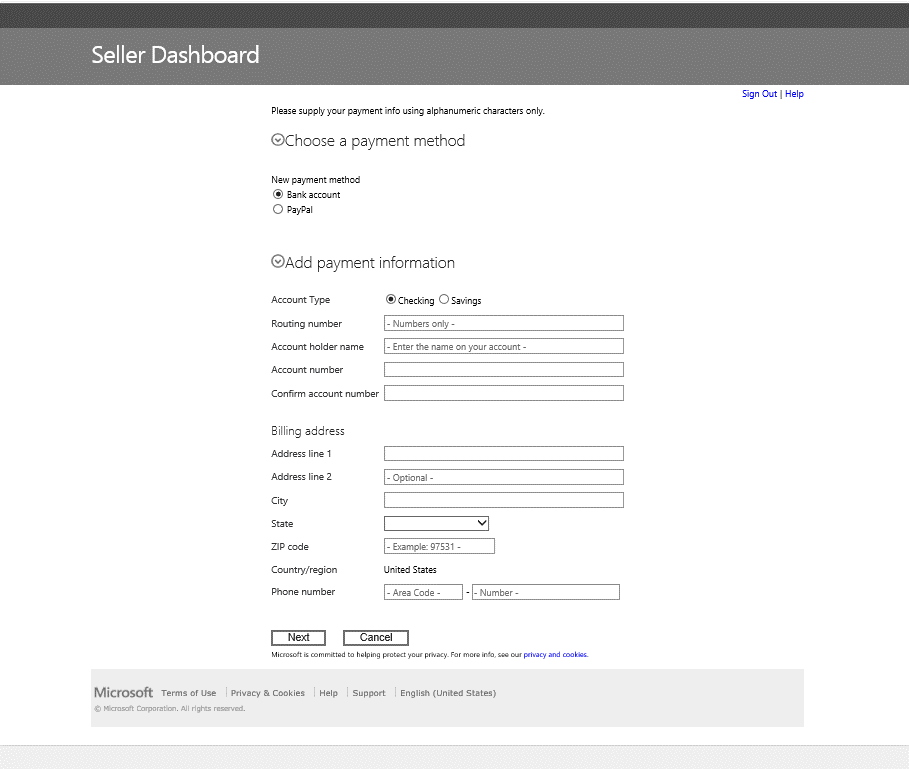 Seller Dashboard
Sign Out | Help
Please supply your payment info using alphanumeric characters only.
Choose a payment method
New payment method
Bank account
PayPal
Add payment information
Account Type Checking Savings
Routing number - Numbers only -
Account holder name - Enter the name on your account -
Account number
Confirm account number
Billing address
Address line 1
Address line 2 - Optional -
City
State
ZIP code - Example: 97531 -
Country/region United States
Phone number - Area Code - - - Number -
Next Cancel
Microsoft is committed to helping protect your privacy. For more info, see our privacy and cookies.
Microsoft Terms of Use | Privacy & Cookies | Help | Support | English (United States)
© Microsoft Corporation. All rights reserved.